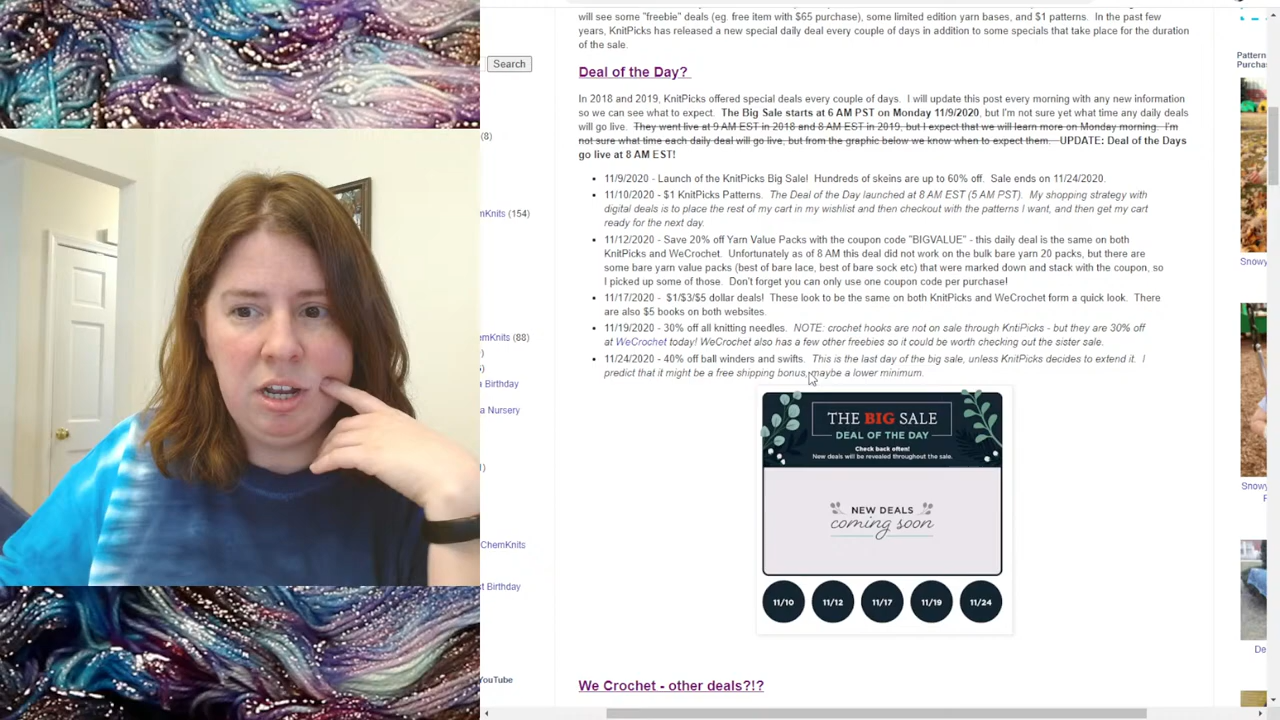 will see some "freebie" deals (eg. free item with $65 purchase), some limited edition yarn bases, and $1 patterns. In the past few
years, KnitPicks has released a new special daily deal every couple of days in addition to some specials that take place for the duration
of the sale.
Search
Deal of the Day?
In 2018 and 2019, KnitPicks offered special deals every couple of days. I will update this post every morning with any new information
so we can see what to expect. The Big Sale starts at 6 AM PST on Monday 11/9/2020, but I'm not sure yet what time any daily deals
will go live. They went live at 9 AM EST in 2018 and 8 AM EST in 2019, but I expect that we will learn more on Monday morning. I'm
not sure what time each daily deal will go live, but from the graphic below we know when to expect them. UPDATE: Deal of the Days
go live at 8 AM EST!
• 11/9/2020 - Launch of the KnitPicks Big Sale! Hundreds of skeins are up to 60% off. Sale ends on 11/24/2020.
• 11/10/2020 - $1 KnitPicks Patterns. The Deal of the Day launched at 8 AM EST (5 AM PST). My shopping strategy with
digital deals is to place the rest of my cart in my wishlist and then checkout with the patterns I want, and then get my cart
ready for the next day.
• 11/12/2020 - Save 20% off Yarn Value Packs with the coupon code "BIGVALUE" - this daily deal is the same on both
KnitPicks and WeCrochet. Unfortunately as of 8 AM this deal did not work on the bulk bare yarn 20 packs, but there are
some bare yarn value packs (best of bare lace, best of bare sock etc) that were marked down and stack with the coupon, so
I picked up some of those. Don't forget you can only use one coupon code per purchase!
• 11/17/2020 - $1/$3/$5 dollar deals! These look to be the same on both KnitPicks and WeCrochet form a quick look. There
are also $5 books on both websites.
• 11/19/2020 - 30% off all knitting needles. NOTE: crochet hooks are not on sale through KntiPicks - but they are 30% off
at WeCrochet today! WeCrochet also has a few other freebies so it could be worth checking out the sister sale.
• 11/24/2020 - 40% off ball winders and swifts. This is the last day of the big sale, unless KnitPicks decides to extend it. I
predict that it might be a free shipping bonus, maybe a lower minimum.
THE BIG SALE
DEAL OF THE DAY
Check back often!
New deals will be revealed throughout the sale.
NEW DEALS
coming soon
11/10 11/12 11/17 11/19 11/24
We Crochet - other deals?!?
(8)
mKnits (154)
emKnits (88)
a Birthday
a Nursery
ChemKnits
st Birthday
YouTube
Pattern
Purcha
Snowy
Snowy
De